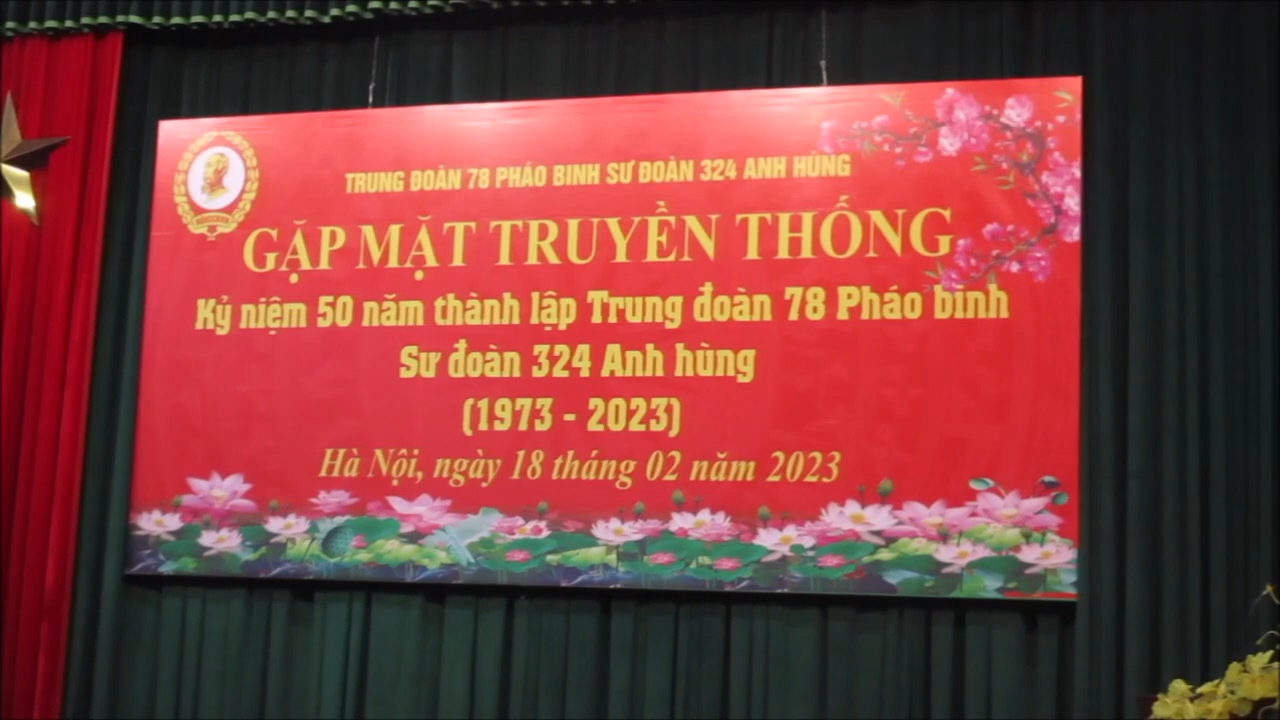 TRUNG ĐOÀN 78 PHÁO BINH SƯ ĐOÀN 324 ANH HÙNG
GẶP MẶT TRUYỀN THỐNG
Kỷ niệm 50 năm thành lập Trung đoàn 78 Pháo binh
Sư đoàn 324 Anh hùng
(1973 - 2023)
Hà Nội, ngày 18 tháng 02 năm 2023